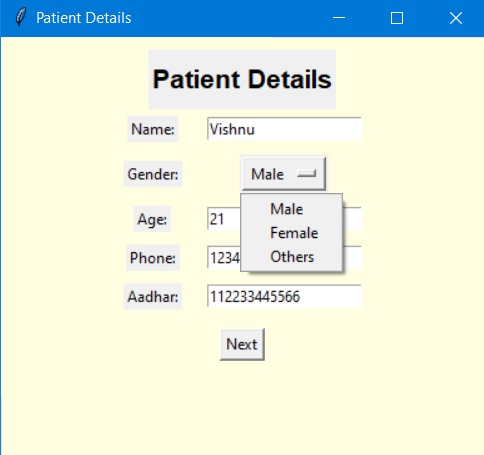 Patient Details
Patient Details
Name: Vishnu
Gender: Male
Male
Age: 21
Female
Phone: 1234
Others
Aadhar: 112233445566
Next